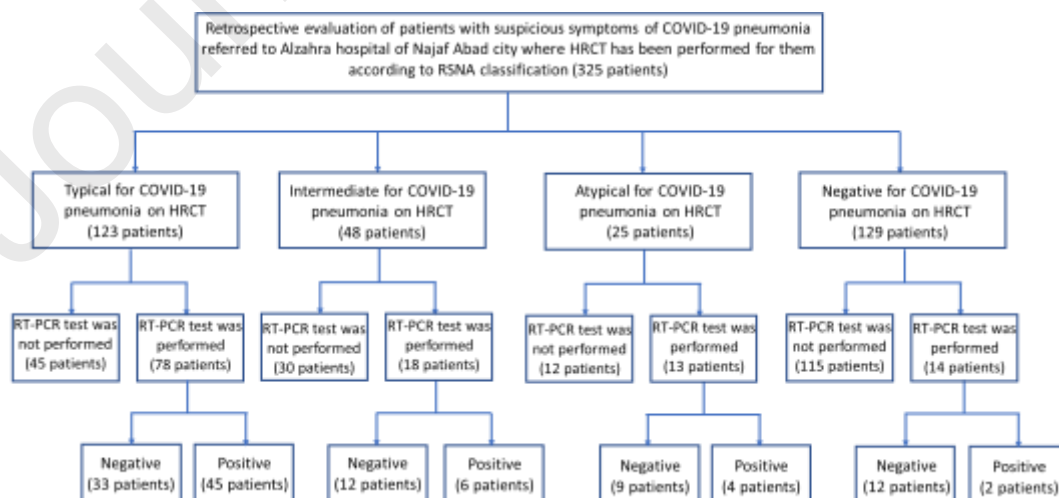 Jour
Retrospective evaluation of patients with suspicious symptoms of COVID-19 pneumonia
referred to Alzahra hospital of Najaf Abad city where HRCT has been performed for them
according to RSNA classification (325 patients)
Typical for COVID-19
pneumonia on HRCT
(123 patients)
Intermediate for COVID-19
pneumonia on HRCT
(48 patients)
Atypical for COVID-19
pneumonia on HRCT
(25 patients)
Negative for COVID-19
pneumonia on HRCT
(129 patients)
RT-PCR test was
not performed
(45 patients)
RT-PCR test was
performed
(78 patients)
RT-PCR test was
not performed
(30 patients)
RT-PCR test was
performed
(18 patients)
RT-PCR test was
not performed
(12 patients)
RT-PCR test was
performed
(13 patients)
RT-PCR test was
not performed
(115 patients)
RT-PCR test was
performed
(14 patients)
Negative
(33 patients)
Positive
(45 patients)
Negative
(12 patients)
Positive
(6 patients)
Negative
(9 patients)
Positive
(4 patients)
Negative
(12 patients)
Positive
(2 patients)